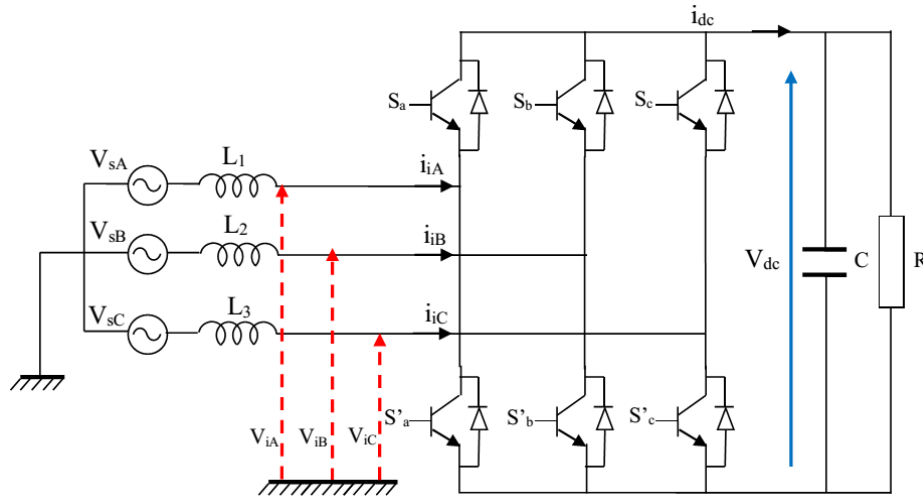 i_dc
S_a
S_b
S_c
V_sA
L_1
i_iA
V_sB
L_2
i_iB
V_dc
C
R
V_sC
L_3
i_iC
S'_a
S'_b
S'_c
V_iA
V_iB
V_iC